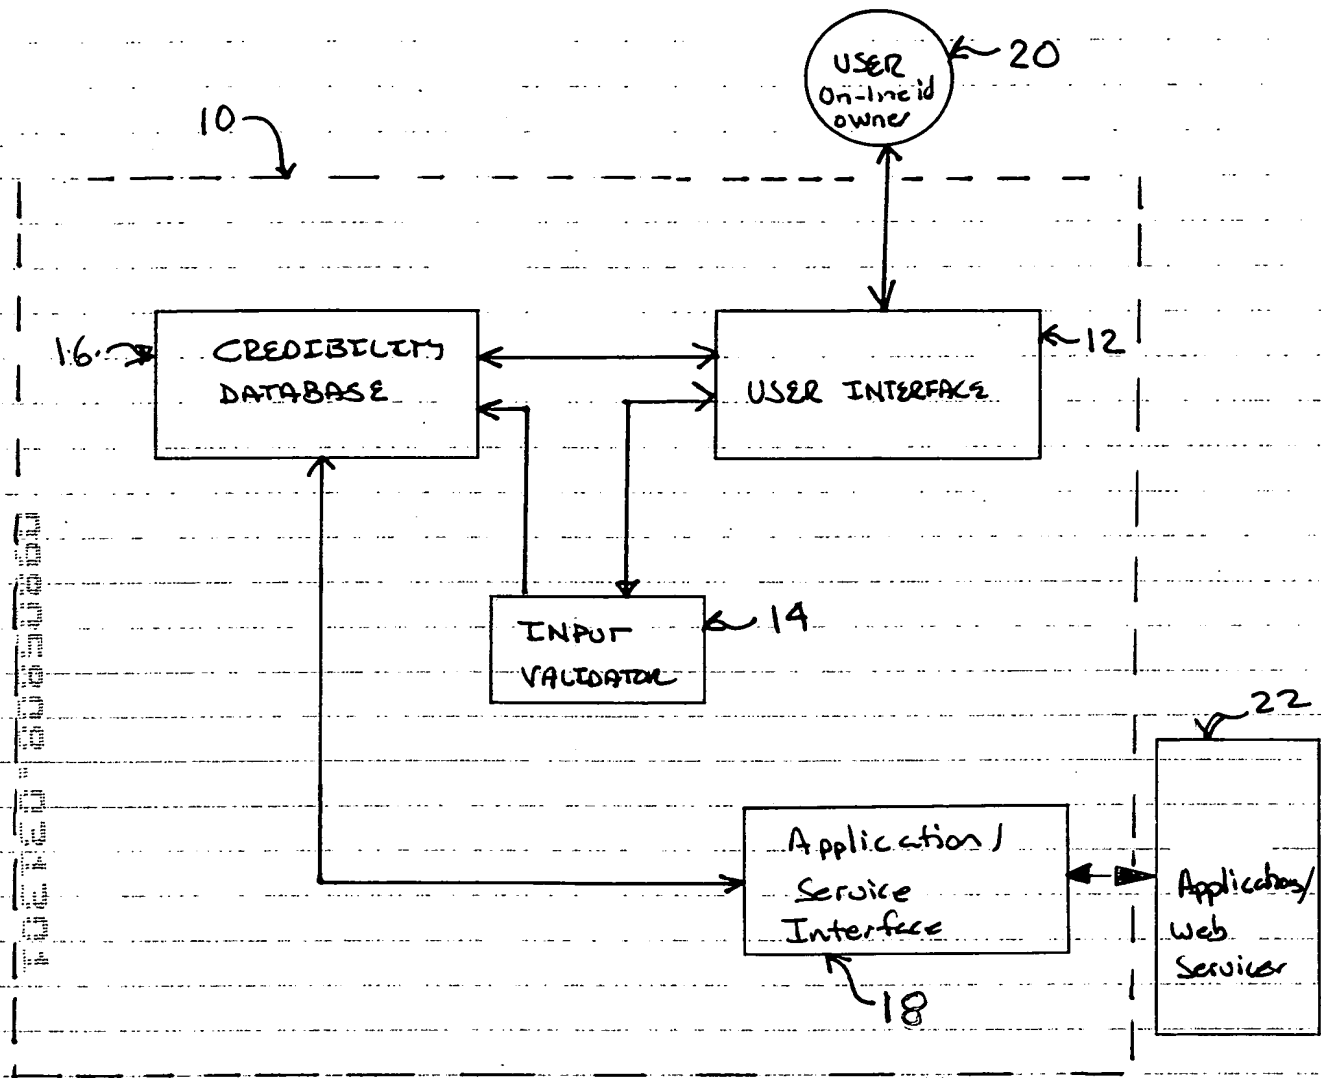 20
USER
On-line id
owner
10
16.
CREDIBILITY
DATABASE
12
USER INTERFACE
14
INPUT
VALIDATOR
22
Application/
Service
Interface
Applications/
Web
Services
18